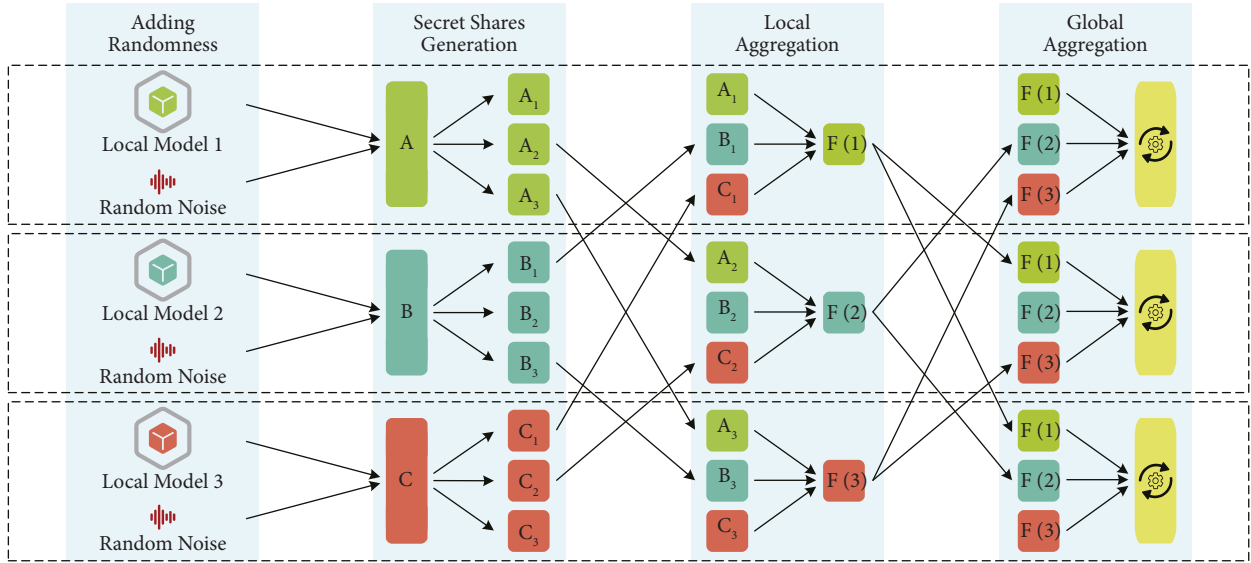 Adding
Randomness
Secret Shares
Generation
Local
Aggregation
Global
Aggregation
Local Model 1
Random Noise
A
A₁
A₂
A₃
A₁
B₁
C₁
F (1)
F (1)
F (2)
F (3)
Local Model 2
Random Noise
B
B₁
B₂
B₃
A₂
B₂
C₂
F (2)
F (1)
F (2)
F (3)
Local Model 3
Random Noise
C
C₁
C₂
C₃
A₃
B₃
C₃
F (3)
F (1)
F (2)
F (3)